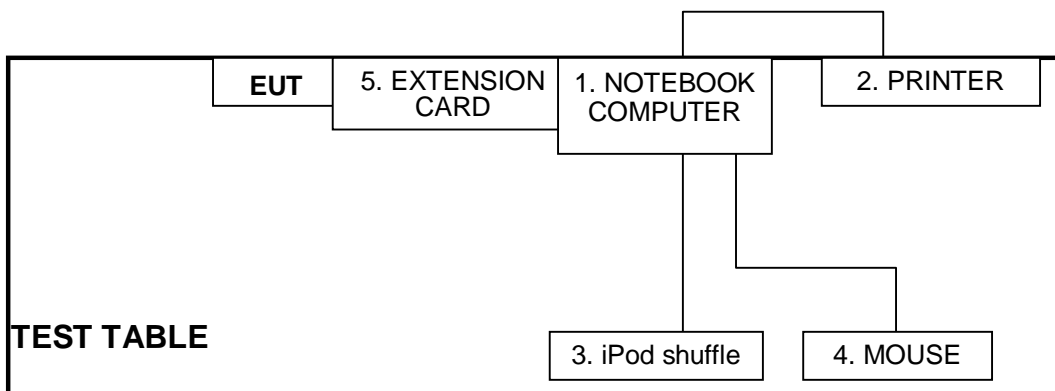 EUT
5. EXTENSION
CARD
1. NOTEBOOK
COMPUTER
2. PRINTER
TEST TABLE
3. iPod shuffle
4. MOUSE